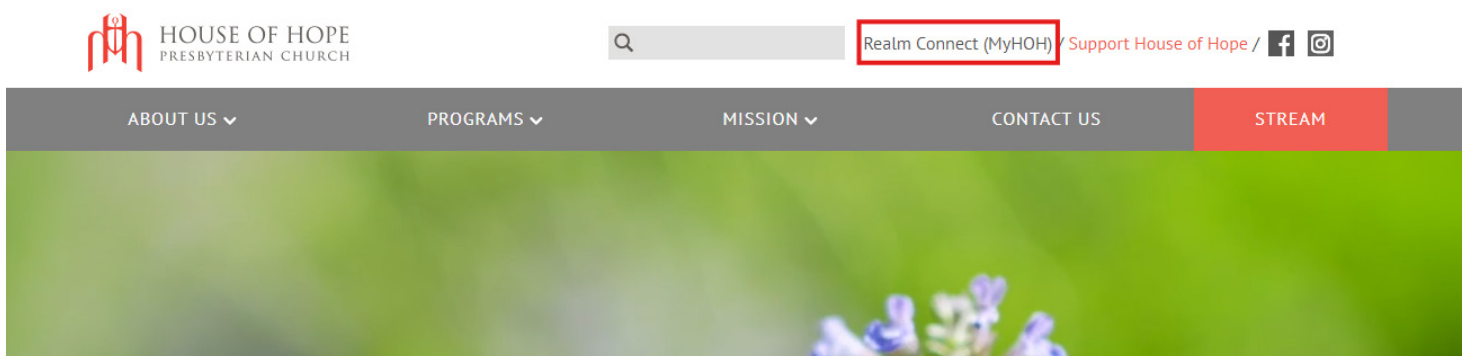 HOUSE OF HOPE
PRESBYTERIAN CHURCH
Realm Connect (MyHOH) / Support House of Hope /
ABOUT US
PROGRAMS
MISSION
CONTACT US
STREAM